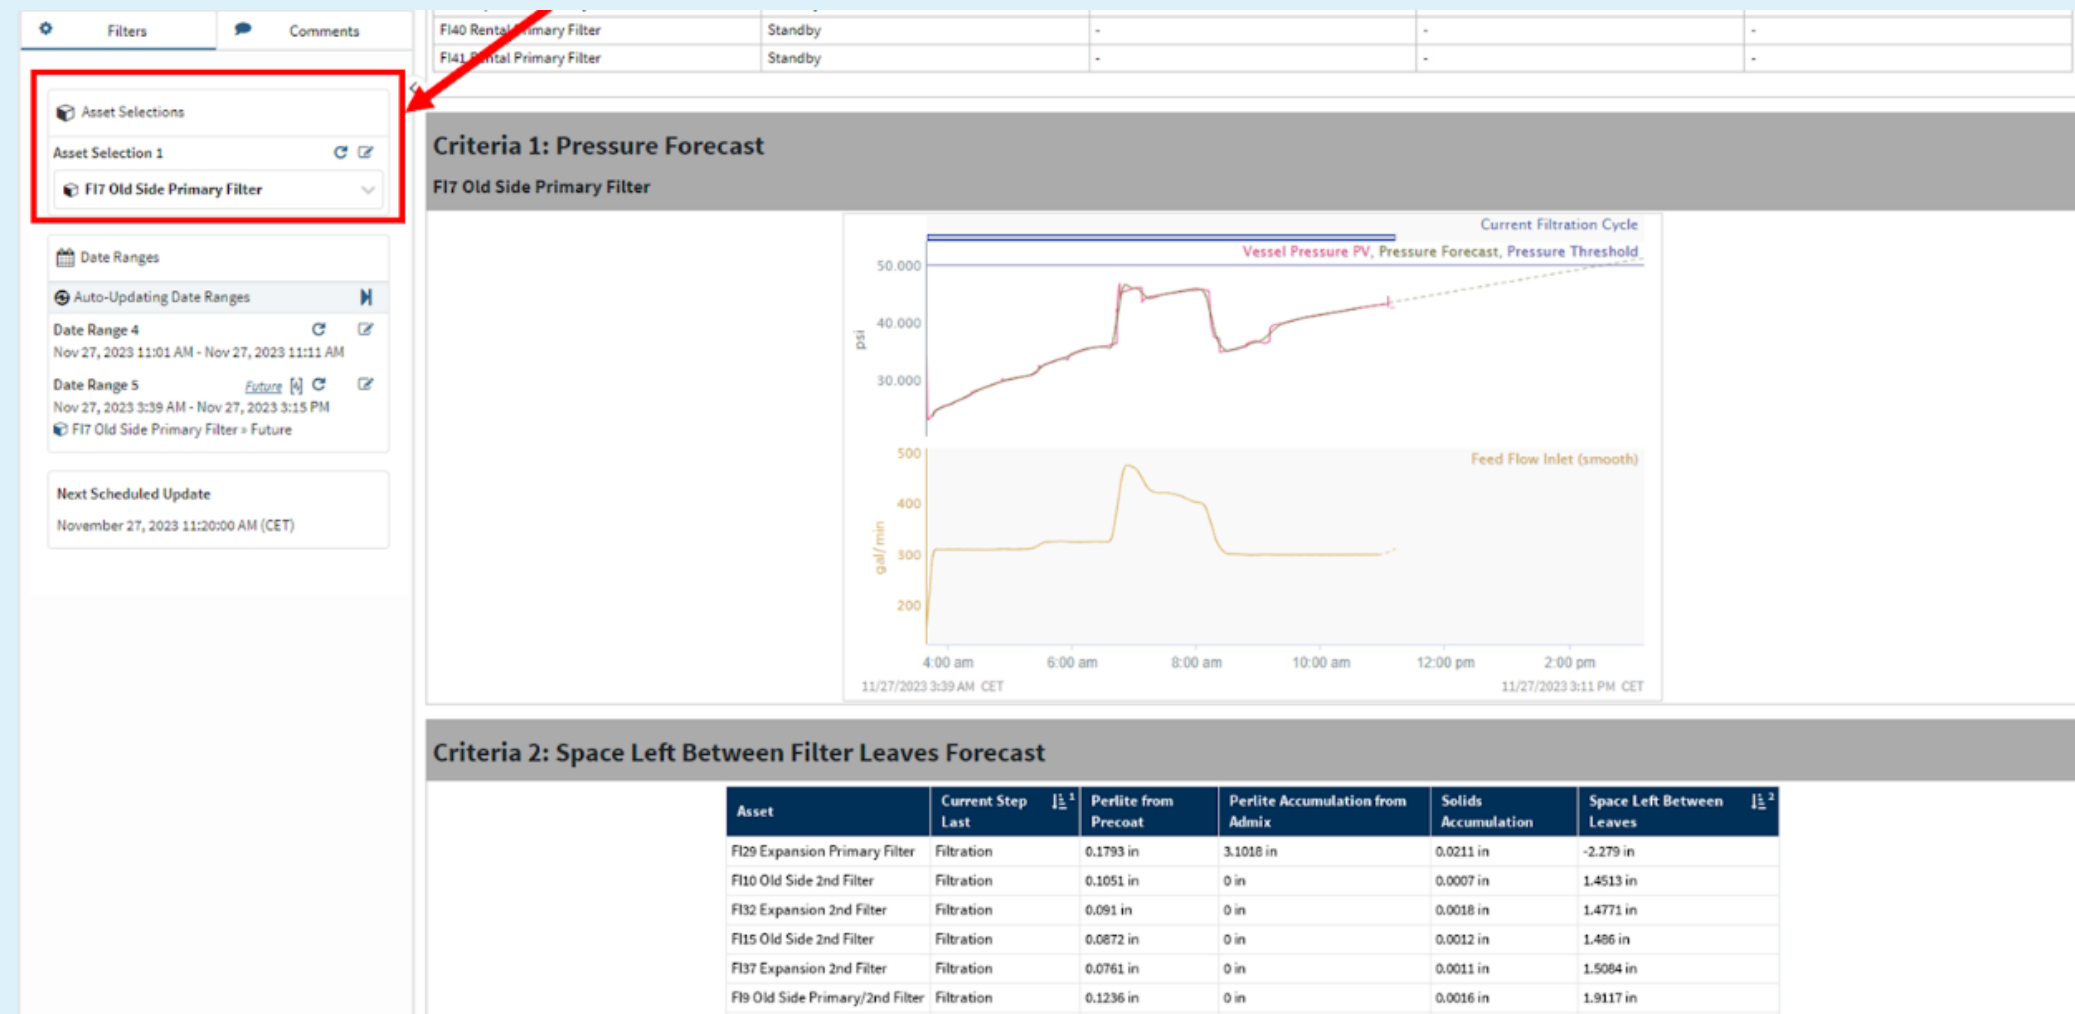 Filters
Comments
Asset Selections
Asset Selection 1
FI7 Old Side Primary Filter
Date Ranges
Auto-Updating Date Ranges
Date Range 4
Nov 27, 2023 11:01 AM - Nov 27, 2023 11:11 AM
Date Range 5 Future
Nov 27, 2023 3:39 AM - Nov 27, 2023 3:15 PM
FI7 Old Side Primary Filter » Future
Next Scheduled Update
November 27, 2023 11:20:00 AM (CET)
FI40 Rental Primary Filter Standby - - -
FI41 Rental Primary Filter Standby - - -
Criteria 1: Pressure Forecast
FI7 Old Side Primary Filter
Current Filtration Cycle
Vessel Pressure PV, Pressure Forecast, Pressure Threshold
50.000
40.000
30.000
psi
Feed Flow Inlet (smooth)
500
400
300
200
gal/min
4:00 am 6:00 am 8:00 am 10:00 am 12:00 pm 2:00 pm
11/27/2023 3:39 AM CET 11/27/2023 3:11 PM CET
Criteria 2: Space Left Between Filter Leaves Forecast
Asset
Current Step Last 1
Perlite from Precoat
Perlite Accumulation from Admix
Solids Accumulation
Space Left Between Leaves 2
FI29 Expansion Primary Filter Filtration 0.1793 in 3.1018 in 0.0211 in -2.279 in
FI10 Old Side 2nd Filter Filtration 0.1051 in 0 in 0.0007 in 1.4513 in
FI32 Expansion 2nd Filter Filtration 0.091 in 0 in 0.0018 in 1.4771 in
FI15 Old Side 2nd Filter Filtration 0.0872 in 0 in 0.0012 in 1.486 in
FI37 Expansion 2nd Filter Filtration 0.0761 in 0 in 0.0011 in 1.5084 in
FI9 Old Side Primary/2nd Filter Filtration 0.1236 in 0 in 0.0016 in 1.9117 in